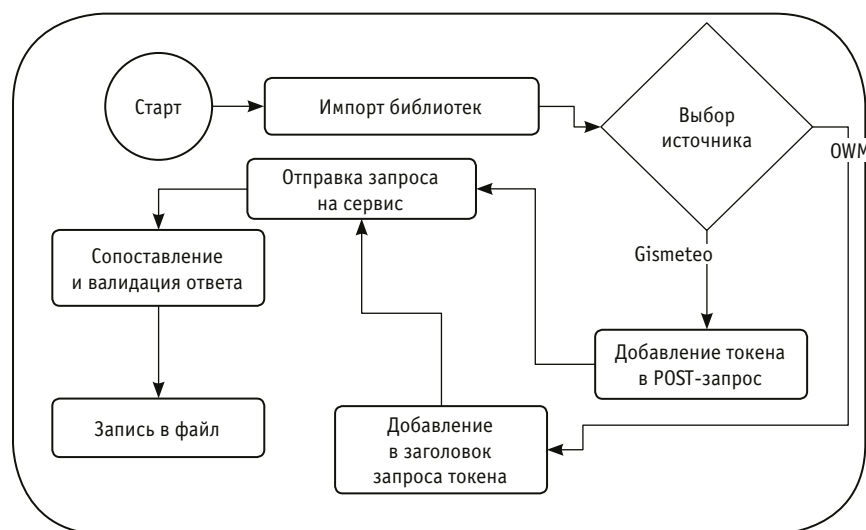 Старт
Импорт библиотек
Выбор
источника
OWM
Отправка запроса
на сервис
Сопоставление
и валидация ответа
Gismeteo
Добавление токена
в POST-запрос
Запись в файл
Добавление
в заголовок
запроса токена